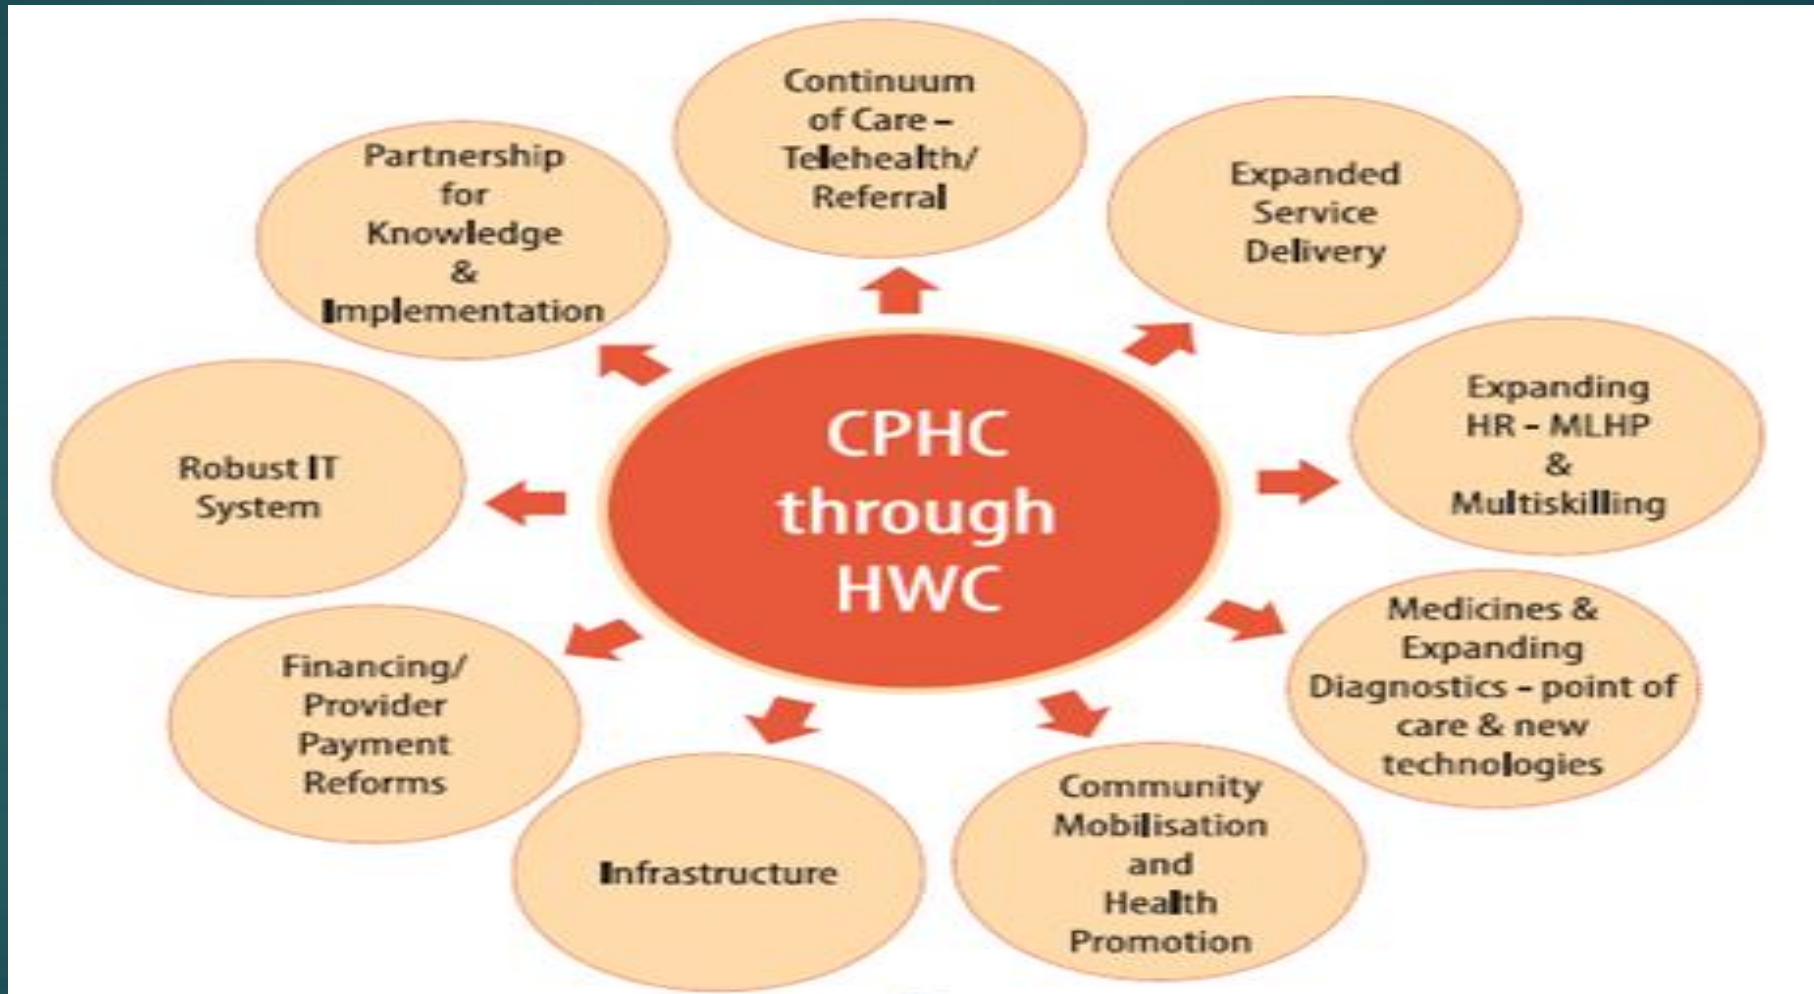 CPHC
through
HWC
Continuum
of Care –
Telehealth/
Referral
Expanded
Service
Delivery
Expanding
HR – MLHP
&
Multiskilling
Medicines &
Expanding
Diagnostics – point of
care & new
technologies
Community
Mobilisation
and
Health
Promotion
Infrastructure
Financing/
Provider
Payment
Reforms
Robust IT
System
Partnership
for
Knowledge
&
Implementation